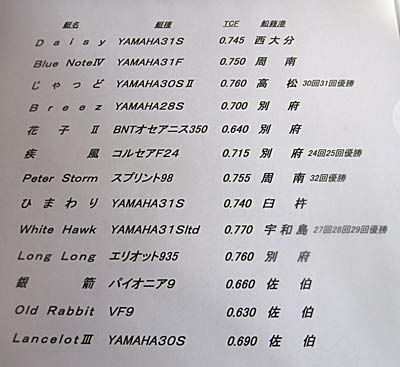 艇名 艇種 TCF 船籍港
Daisy YAMAHA31S 0.745 西大分
Blue NoteⅣ YAMAHA31F 0.750 周南
じゃっど YAMAHA30SⅡ 0.760 高松 30回31回優勝
Breez YAMAHA28S 0.700 別府
花子Ⅱ BNTオセアニス350 0.640 別府
疾風 コルセアF24 0.715 別府 24回25回優勝
Peter Storm スプリント98 0.755 周南 32回優勝
ひまわり YAMAHA31S 0.740 臼杵
White Hawk YAMAHA31Sltd 0.770 宇和島 27回28回29回優勝
Long Long エリオット935 0.760 別府
銀箭 パイオニア9 0.660 佐伯
Old Rabbit VF9 0.630 佐伯
LancelotⅢ YAMAHA30S 0.690 佐伯